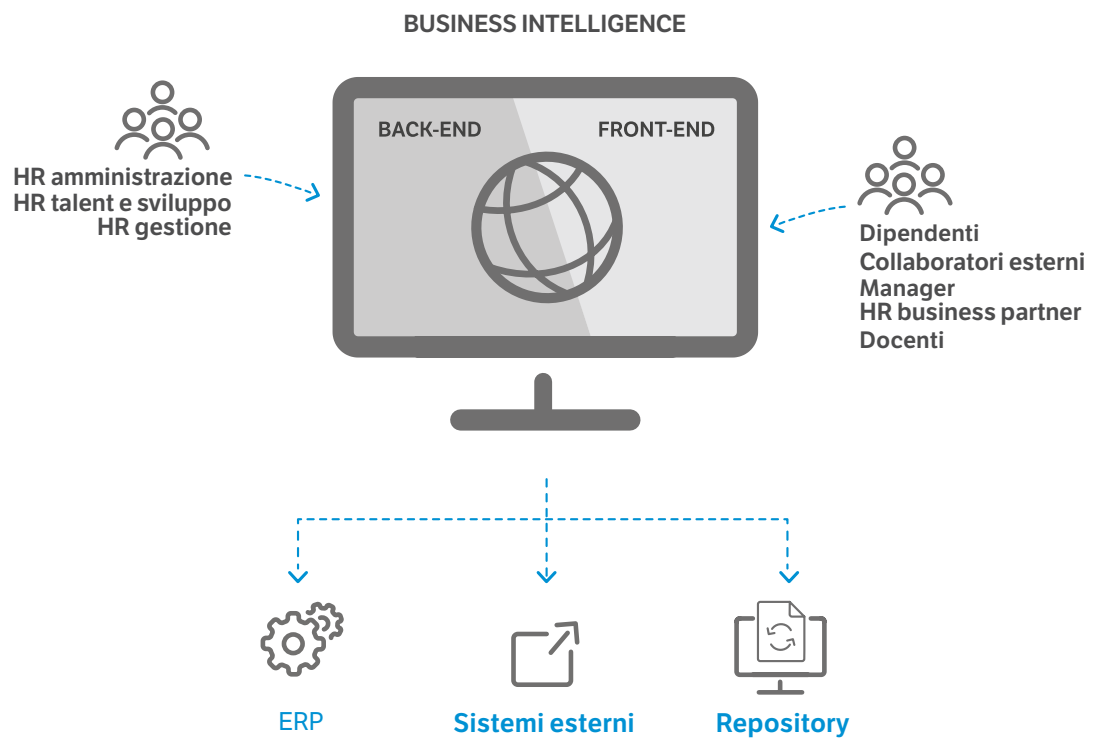 BUSINESS INTELLIGENCE
BACK-END
FRONT-END
HR amministrazione
HR talent e sviluppo
HR gestione
Dipendenti
Collaboratori esterni
Manager
HR business partner
Docenti
ERP
Sistemi esterni
Repository